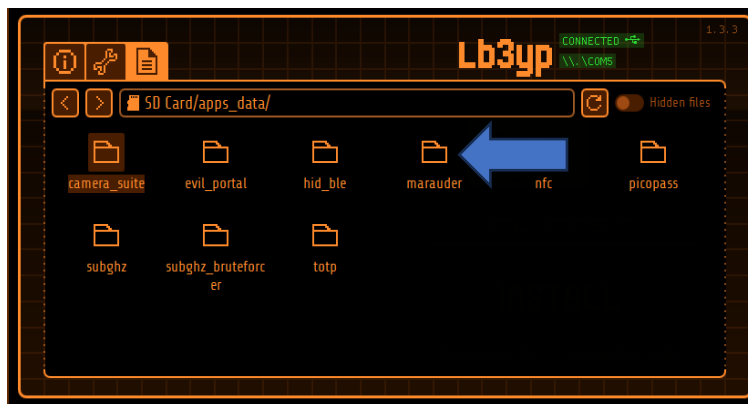 1.3.3
Lb3yp
CONNECTED
\\.\COM5
SD Card/apps_data/
Hidden files
camera_suite
evil_portal
hid_ble
marauder
nfc
picopass
subghz
subghz_bruteforc
er
totp